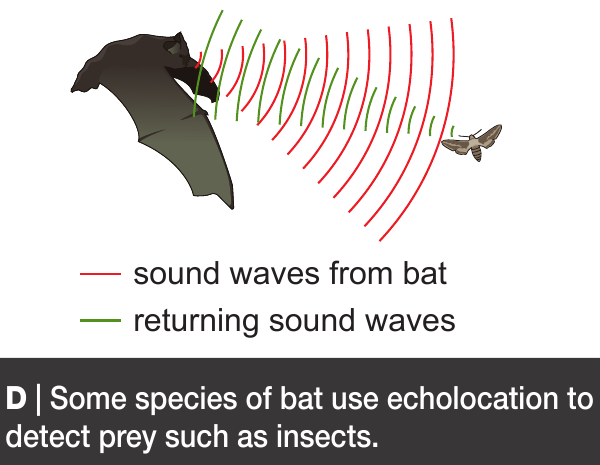 sound waves from bat
returning sound waves
D | Some species of bat use echolocation to
detect prey such as insects.